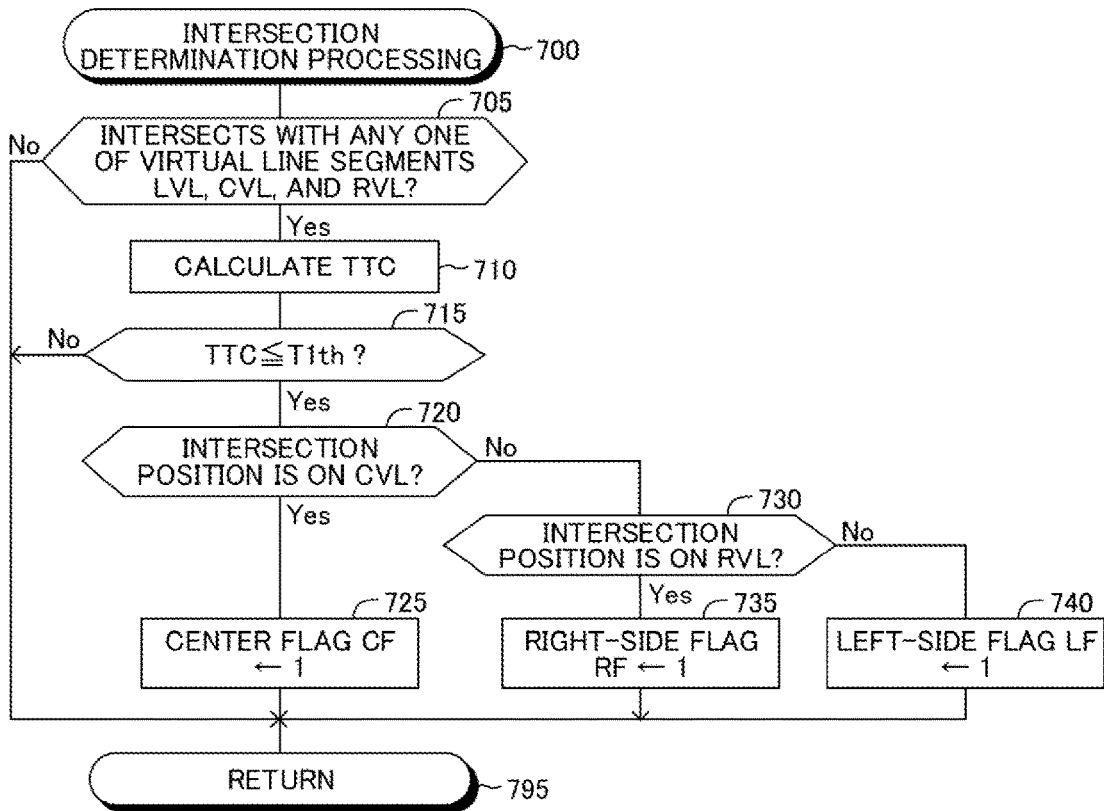 INTERSECTION
DETERMINATION PROCESSING
700
705
No
INTERSECTS WITH ANY ONE
OF VIRTUAL LINE SEGMENTS
LVL, CVL, AND RVL?
Yes
CALCULATE TTC
710
715
No
TTC≦T1th ?
Yes
720
INTERSECTION
POSITION IS ON CVL?
No
Yes
730
INTERSECTION
POSITION IS ON RVL?
No
Yes
725
CENTER FLAG CF
← 1
735
RIGHT-SIDE FLAG
RF ← 1
740
LEFT-SIDE FLAG LF
← 1
RETURN
795